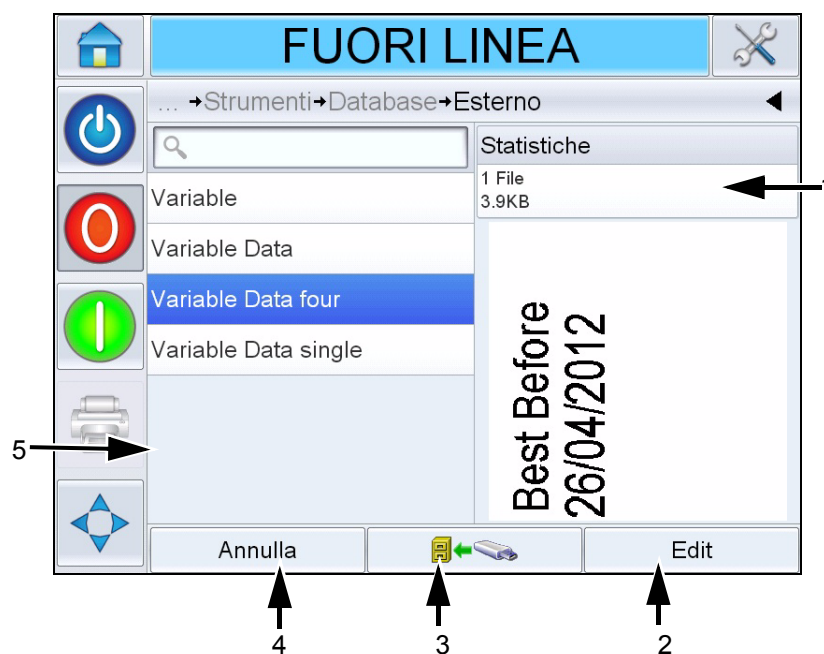 FUORI LINEA
... →Strumenti→Database→Esterno
Statistiche
1 File
3.9KB
Variable
Variable Data
Variable Data four
Variable Data single
Best Before
26/04/2012
5
Annulla
Edit
4
3
2